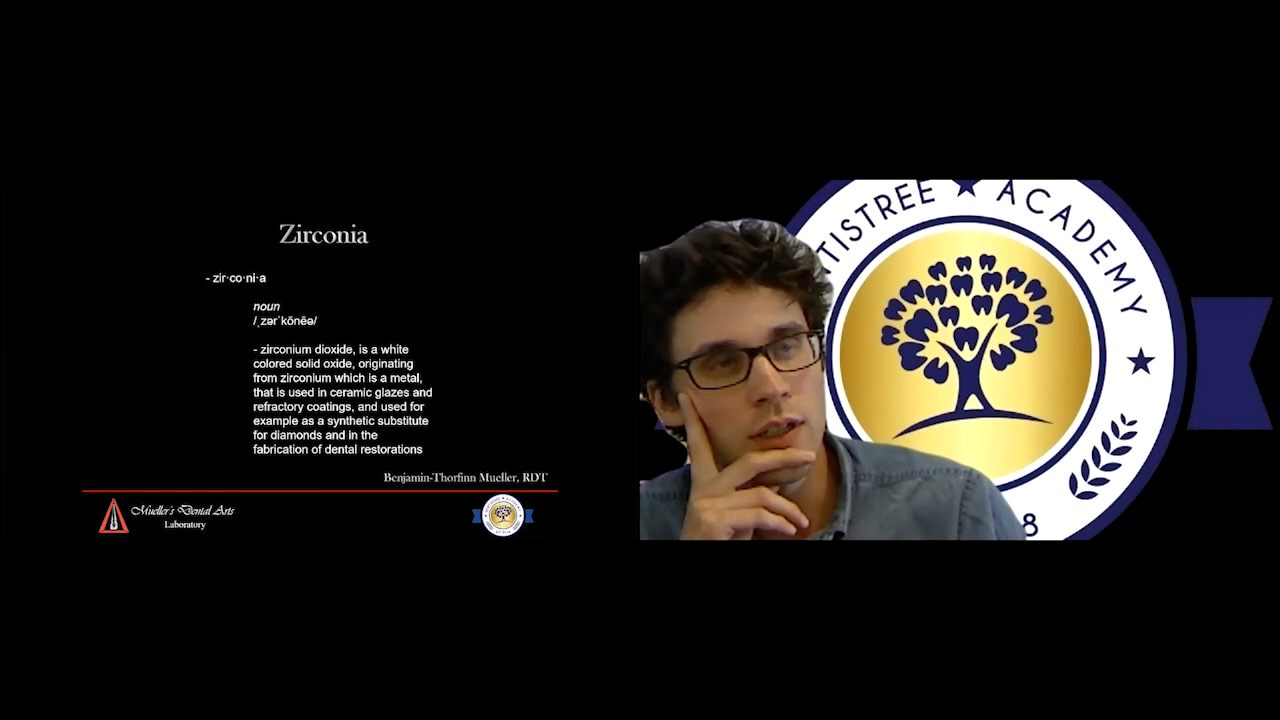 Zirconia
- zir·co·ni·a
noun
/ˌzərˈkōnēə/
- zirconium dioxide, is a white
colored solid oxide, originating
from zirconium which is a metal,
that is used in ceramic glazes and
refractory coatings, and used for
example as a synthetic substitute
for diamonds and in the
fabrication of dental restorations
Benjamin-Thorfinn Mueller, RDT
Mueller's Dental Arts
Laboratory
NTISTREE ★ ACADEMY ★
8